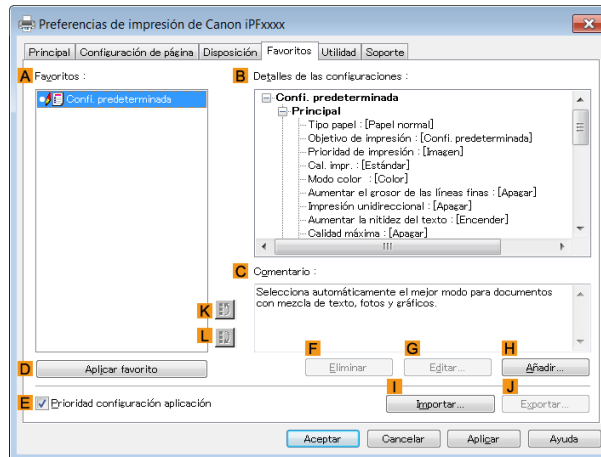 Preferencias de impresión de Canon iPFxxxx
Principal Configuración de página Disposición Favoritos Utilidad Soporte
A Favoritos :
Confi. predeterminada
B Detalles de las configuraciones :
Confi. predeterminada
Principal
Tipo papel : [Papel normal]
Objetivo de impresión : [Confi. predeterminada]
Prioridad de impresión : [Imagen]
Cal. impr. : [Estándar]
Modo color : [Color]
Aumentar el grosor de las líneas finas : [Apagar]
Impresión unidireccional : [Apagar]
Aumentar la nitidez del texto : [Encender]
Calidad máxima : [Apagar]
C Comentario :
Selecciona automáticamente el mejor modo para documentos
con mezcla de texto, fotos y gráficos.
K
L
F G H
D Aplicar favorito Eliminar Editar... Añadir...
I J
E Prioridad configuración aplicación Importar... Exportar...
Aceptar Cancelar Aplicar Ayuda